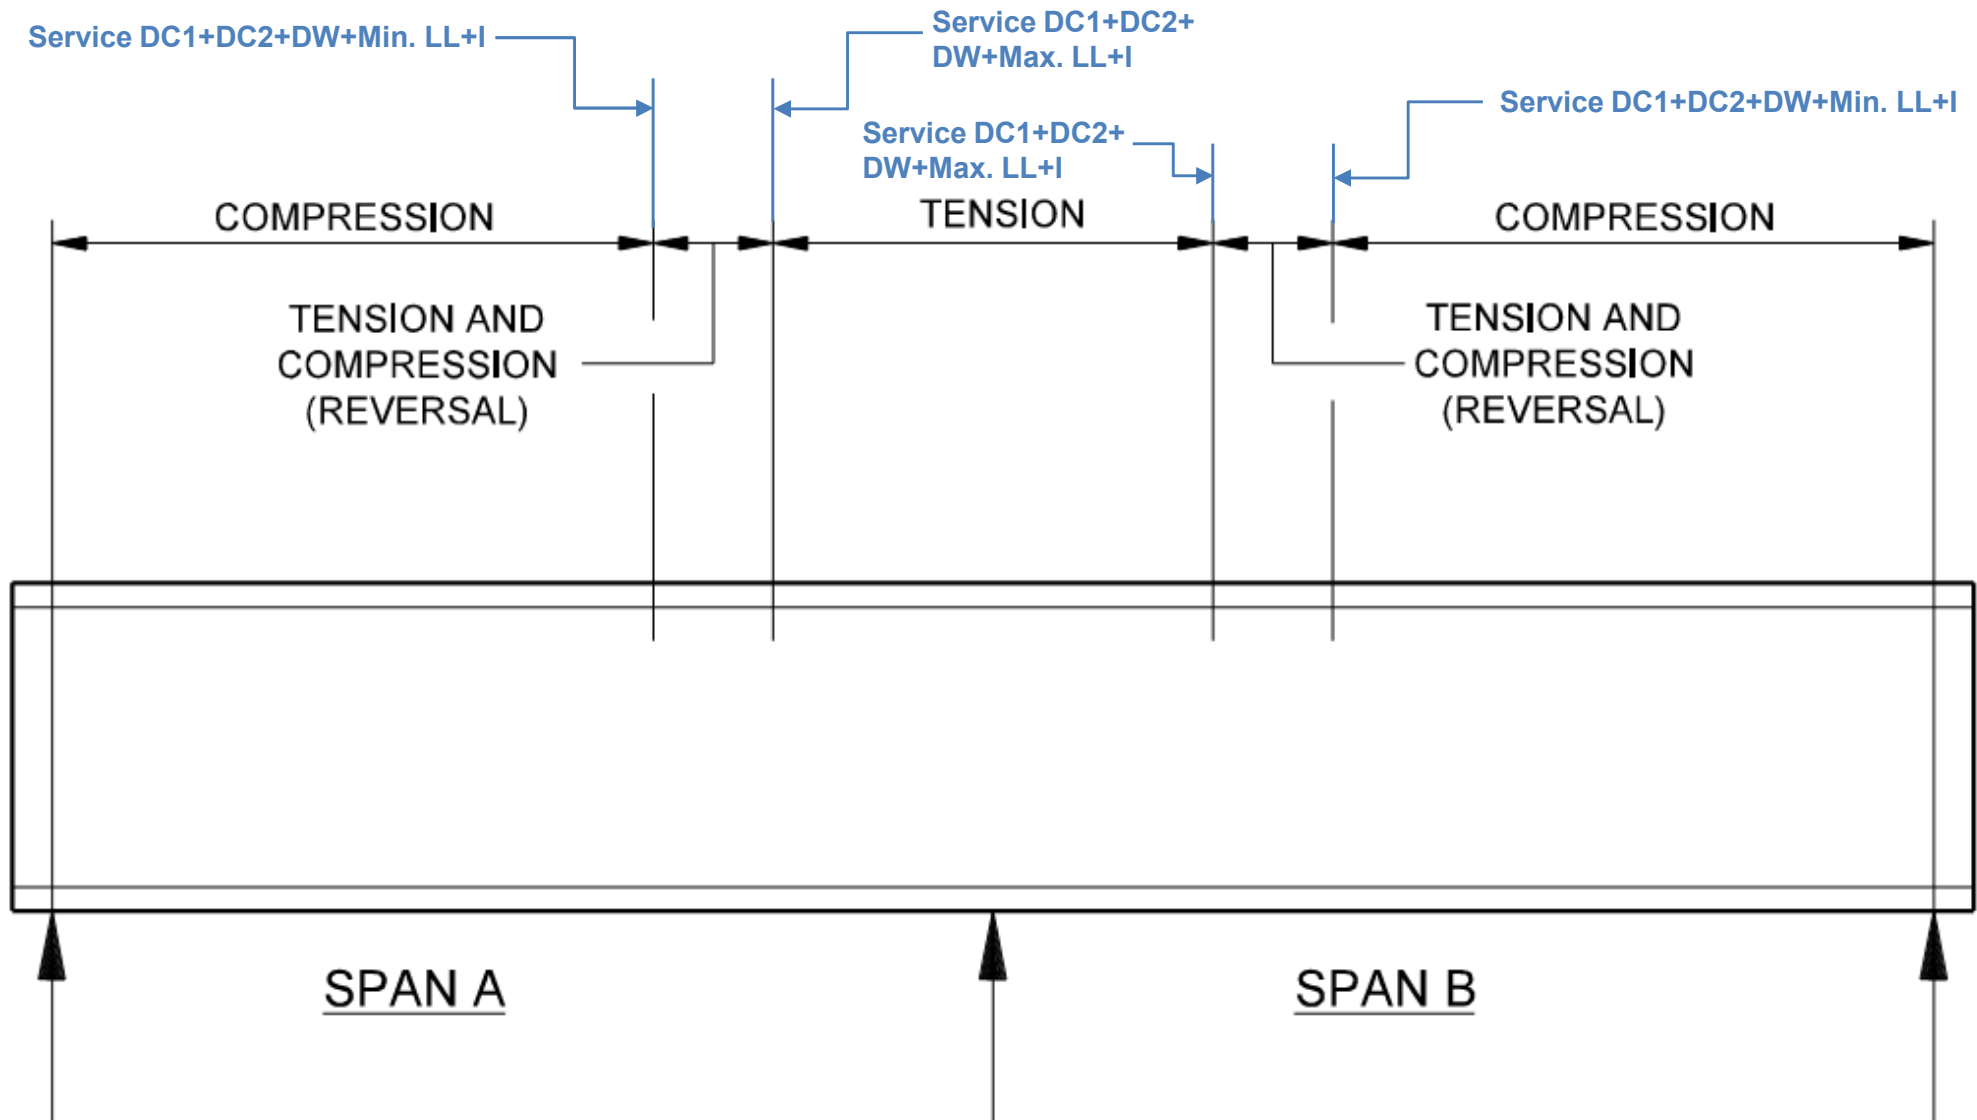 Service DC1+DC2+DW+Min. LL+I
Service DC1+DC2+
DW+Max. LL+I
Service DC1+DC2+
DW+Max. LL+I
Service DC1+DC2+DW+Min. LL+I
COMPRESSION
TENSION
COMPRESSION
TENSION AND
COMPRESSION
(REVERSAL)
TENSION AND
COMPRESSION
(REVERSAL)
SPAN A
SPAN B